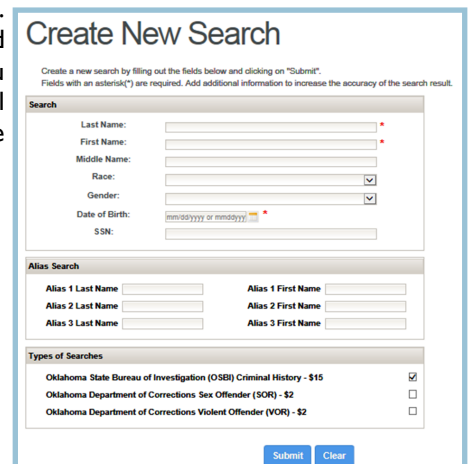 .
d
u
l
e
Create New Search
Create a new search by filling out the fields below and clicking on "Submit".
Fields with an asterisk(*) are required. Add additional information to increase the accuracy of the search result.
Search
Last Name: *
First Name: *
Middle Name:
Race:
Gender:
Date of Birth: mm/dd/yyyy or mmddyyy *
SSN:
Alias Search
Alias 1 Last Name Alias 1 First Name
Alias 2 Last Name Alias 2 First Name
Alias 3 Last Name Alias 3 First Name
Types of Searches
Oklahoma State Bureau of Investigation (OSBI) Criminal History - $15
Oklahoma Department of Corrections Sex Offender (SOR) - $2
Oklahoma Department of Corrections Violent Offender (VOR) - $2
Submit Clear